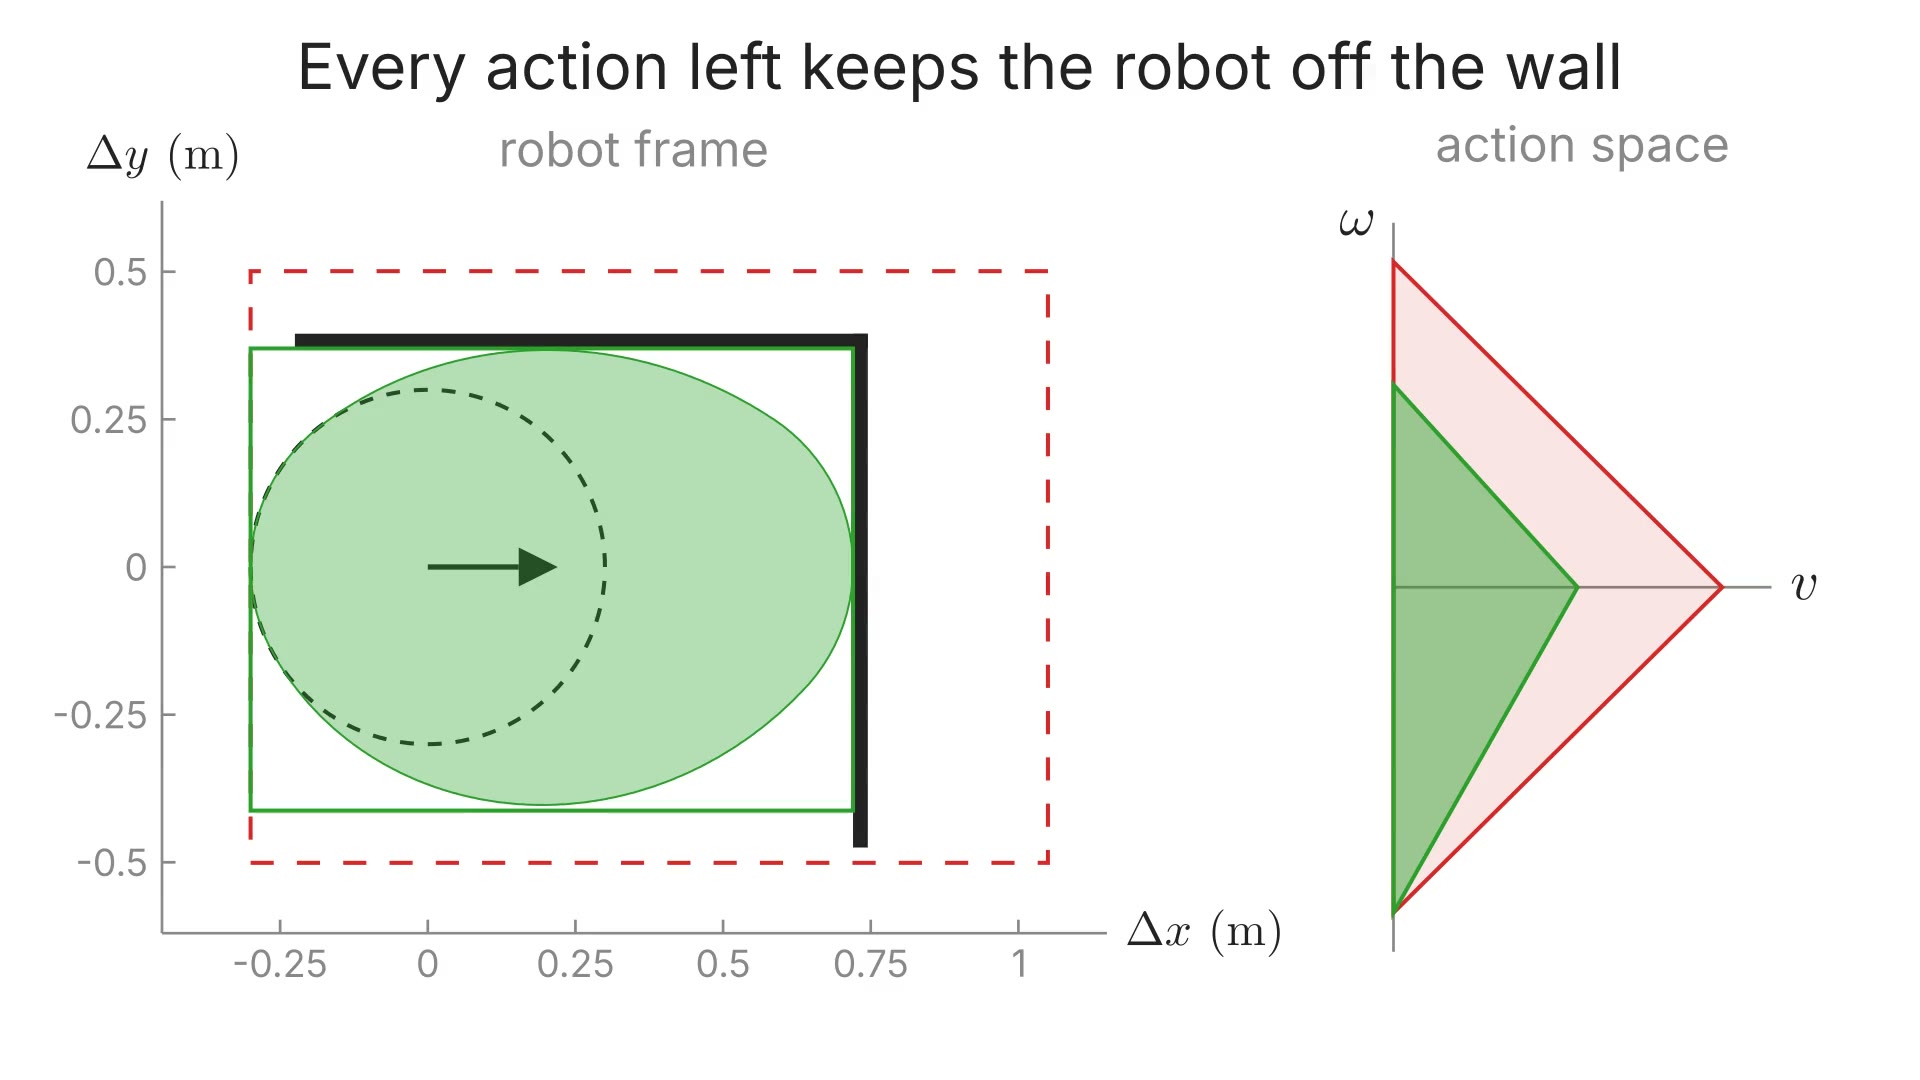 Every action left keeps the robot off the wall
Δy (m)
robot frame
action space
ω
0.5
0.25
0
-0.25
-0.5
v
Δx (m)
-0.25
0
0.25
0.5
0.75
1